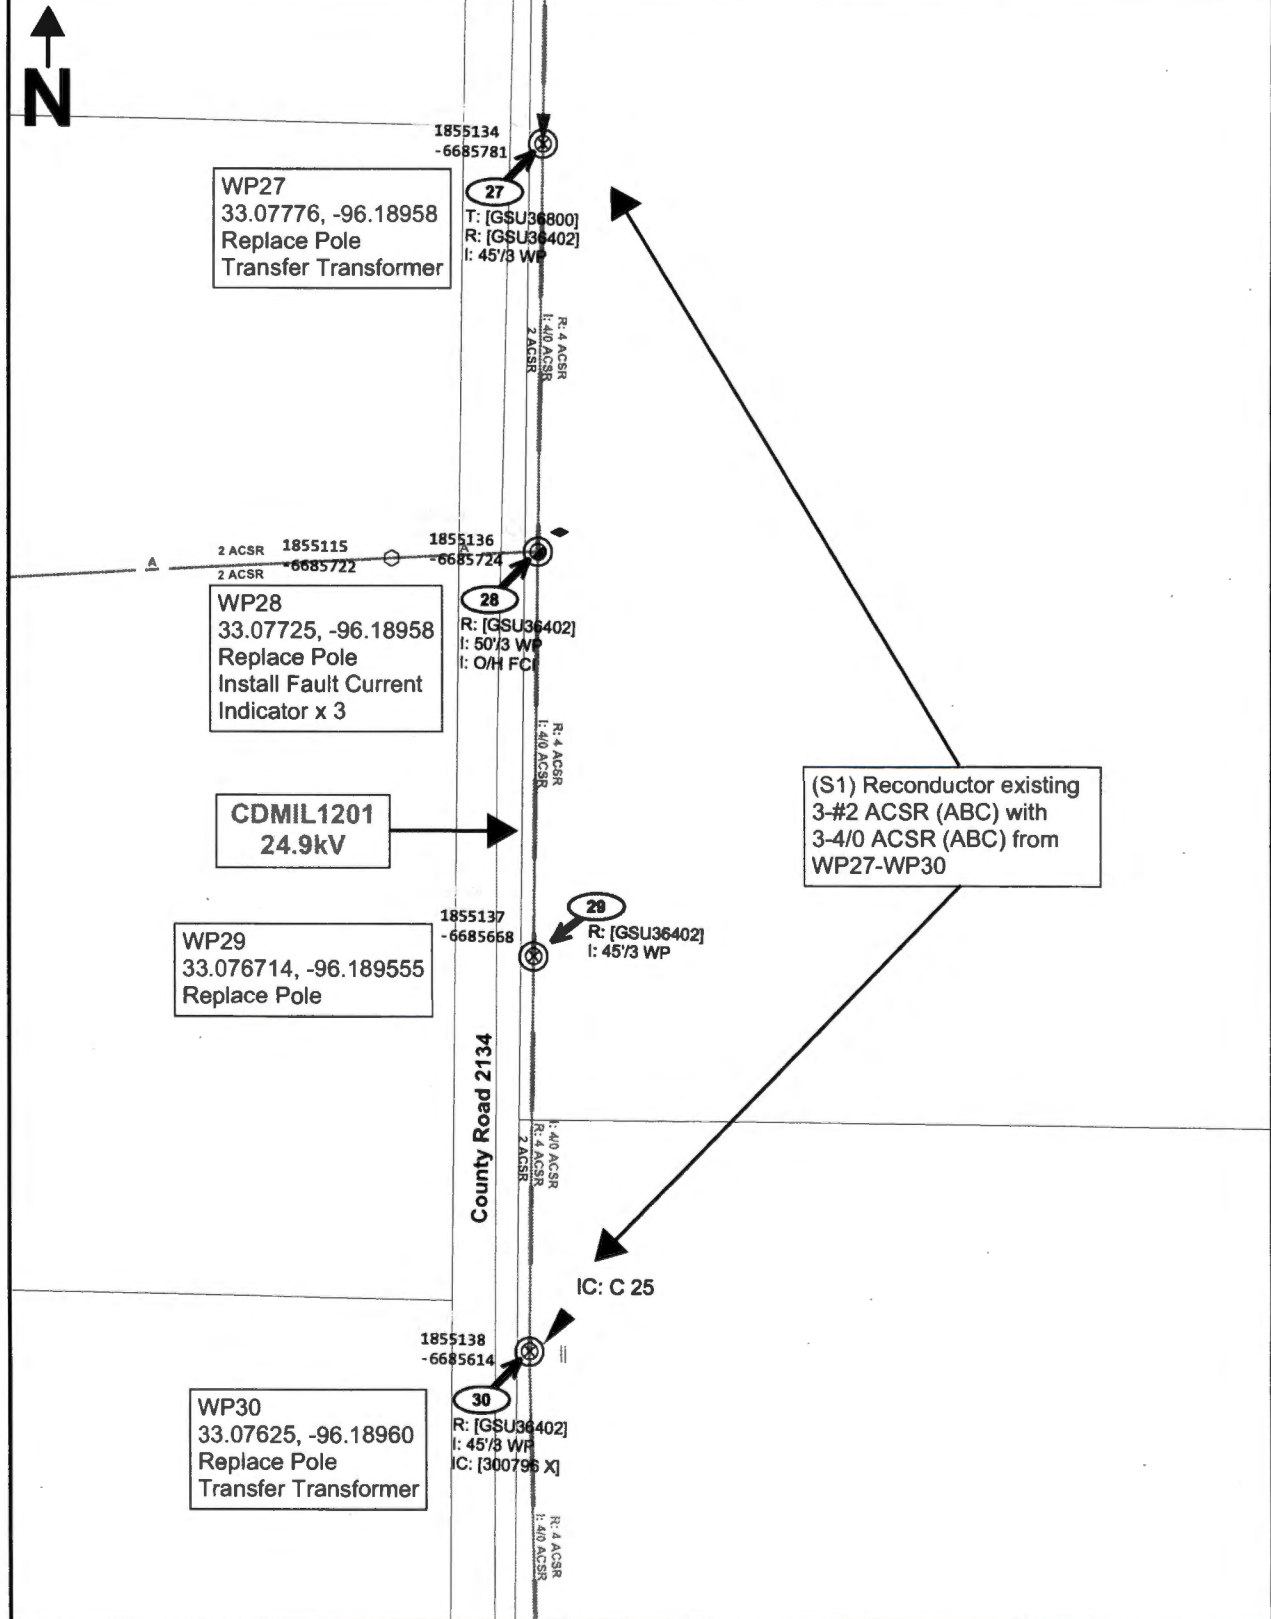 N
1855134
-6685781
WP27
33.07776, -96.18958
Replace Pole
Transfer Transformer
27
T: [GSU36800]
R: [GSU36402]
I: 45'/3 WP
R: 4 ACSR
I: 4/0 ACSR
2 ACSR
A
2 ACSR
2 ACSR
1855115
-6685722
A
1855136
-6685724
WP28
33.07725, -96.18958
Replace Pole
Install Fault Current
Indicator x 3
28
R: [GSU36402]
I: 50'/3 WP
I: O/H FCI
R: 4 ACSR
I: 4/0 ACSR
CDMIL1201
24.9kV
(S1) Reconductor existing
3-#2 ACSR (ABC) with
3-4/0 ACSR (ABC) from
WP27-WP30
1855137
-6685668
29
R: [GSU36402]
I: 45'/3 WP
WP29
33.076714, -96.189555
Replace Pole
County Road 2134
I: 4/0 ACSR
R: 4 ACSR
2 ACSR
IC: C 25
1855138
-6685614
WP30
33.07625, -96.18960
Replace Pole
Transfer Transformer
30
R: [GSU36402]
I: 45'/3 WP
IC: [300796 X]
R: 4 ACSR
I: 4/0 ACSR